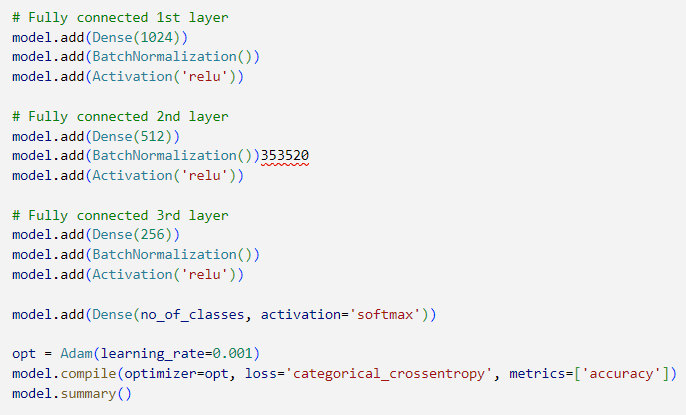 # Fully connected 1st layer
model.add(Dense(1024))
model.add(BatchNormalization())
model.add(Activation('relu'))
# Fully connected 2nd layer
model.add(Dense(512))
model.add(BatchNormalization())353520
model.add(Activation('relu'))
# Fully connected 3rd layer
model.add(Dense(256))
model.add(BatchNormalization())
model.add(Activation('relu'))
model.add(Dense(no_of_classes, activation='softmax'))
opt = Adam(learning_rate=0.001)
model.compile(optimizer=opt, loss='categorical_crossentropy', metrics=['accuracy'])
model.summary()